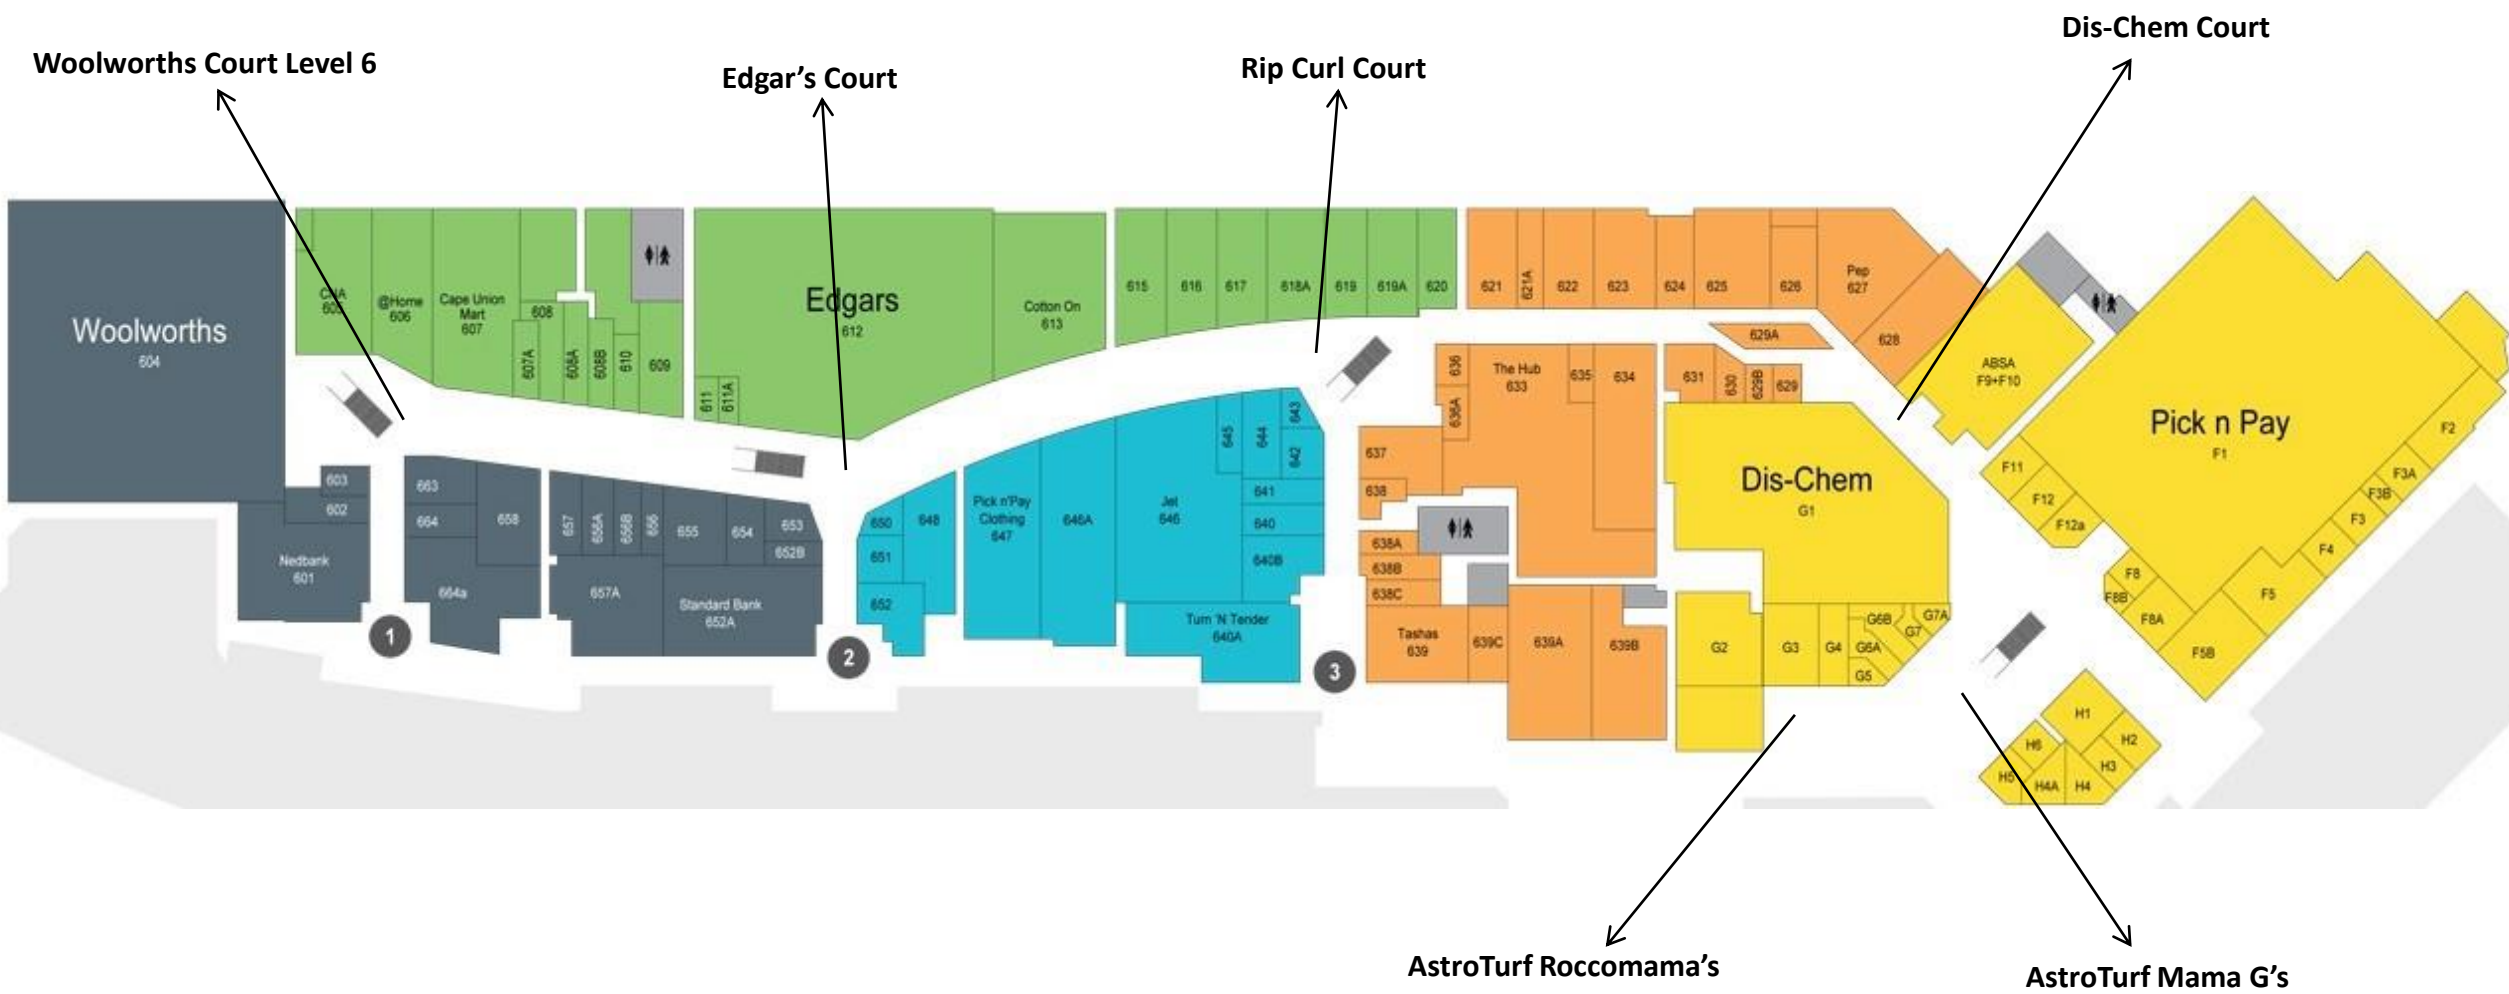 Dis-Chem Court
Woolworths Court Level 6
Edgar’s Court
Rip Curl Court
Woolworths
604
CNA
605
@Home
606
Cape Union
Mart
607
607A
608
608A
608B
610
609
611
611A
Edgars
612
Cotton On
613
615
616
617
618A
619
619A
620
621
621A
622
623
624
625
626
Pep
627
628
629A
ABSA
F9+F10
Pick n Pay
F1
F2
F3A
F3B
F3
F4
F5
F5B
F8
F8B
F8A
F11
F12
F12a
603
602
Nedbank
601
663
664
658
664a
657
656A
656B
656
655
654
653
652B
657A
Standard Bank
652A
650
648
651
652
Pick n'Pay
Clothing
647
646A
Jet
646
645
644
643
642
641
640
640B
Turn 'N Tender
640A
636
636A
The Hub
633
635
634
631
630
629B
629
637
638
638A
638B
638C
Tashas
639
639C
639A
639B
Dis-Chem
G1
G2
G3
G4
G6B
G6A
G5
G7
G7A
H1
H2
H3
H4
H4A
H5
H6
1
2
3
AstroTurf Roccomama’s
AstroTurf Mama G’s